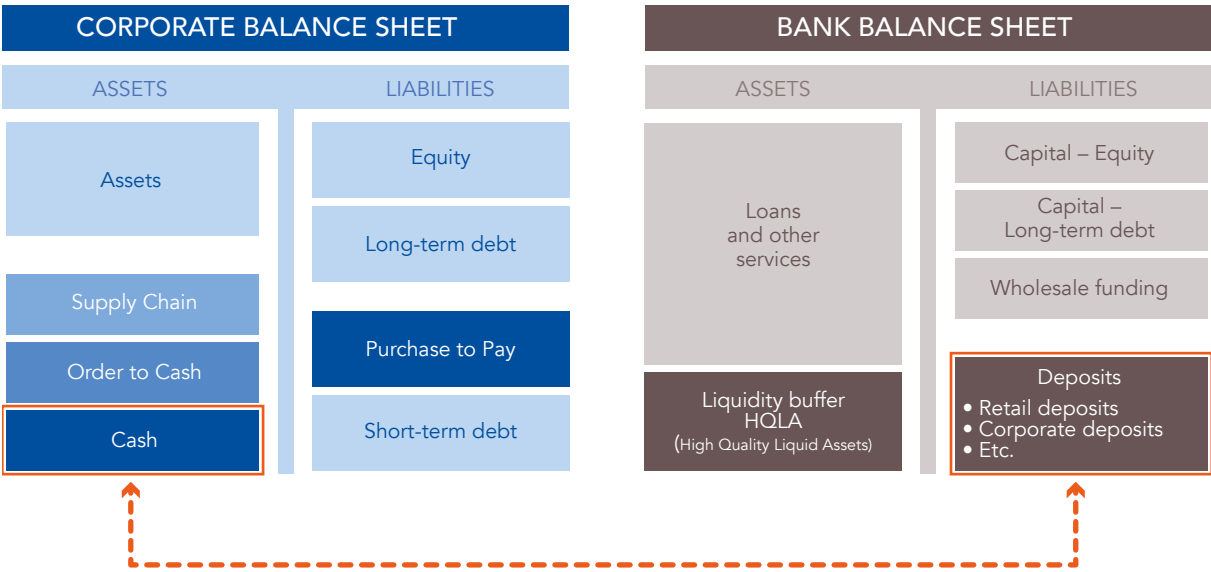 CORPORATE BALANCE SHEET
ASSETS
LIABILITIES
Assets
Supply Chain
Order to Cash
Cash
Equity
Long-term debt
Purchase to Pay
Short-term debt
BANK BALANCE SHEET
ASSETS
LIABILITIES
Loans
and other
services
Liquidity buffer
HQLA
(High Quality Liquid Assets)
Capital – Equity
Capital –
Long-term debt
Wholesale funding
Deposits
• Retail deposits
• Corporate deposits
• Etc.